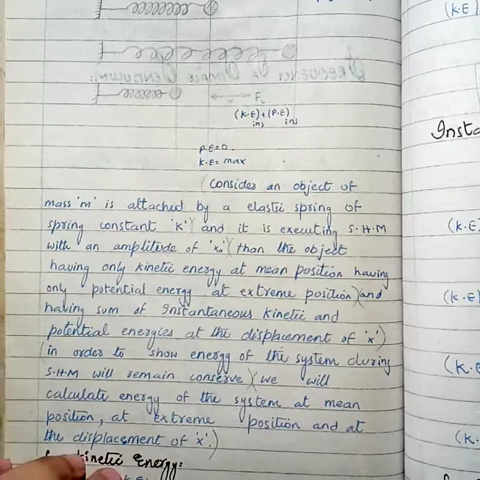 F
x
(K.E)ins + (P.E)ins
P.E=0
K.E= max
(Consider an object of
mass 'm' is attached by a elastic spring of
spring constant 'K') and it is executing S.H.M
with an amplitude of 'x₀') than the object
having only kinetic energy at mean position having
only potential energy at extreme position) and
having sum of instantaneous kinetic and
potential energies at the displacement of 'x'.)
(in order to show energy of the system during
S.H.M will remain conserve) (we will
calculate energy of the system at mean
position, at extreme position and at
the displacement of 'x'.)
kinetic Energy:
(K.E)
Insta
(K.E)
(K.E)
(K.E)
(K.